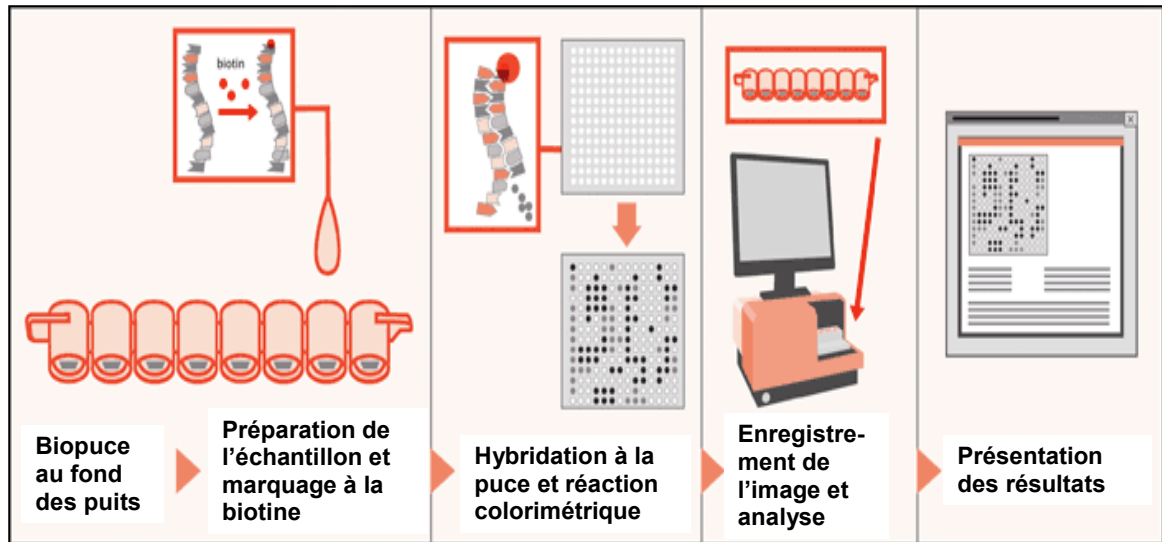 biotin
Biopuce
au fond
des puits
Préparation de
l'échantillon et
marquage à la
biotine
Hybridation à la
puce et réaction
colorimétrique
Enregistre-
ment de
l'image et
analyse
Présentation
des résultats